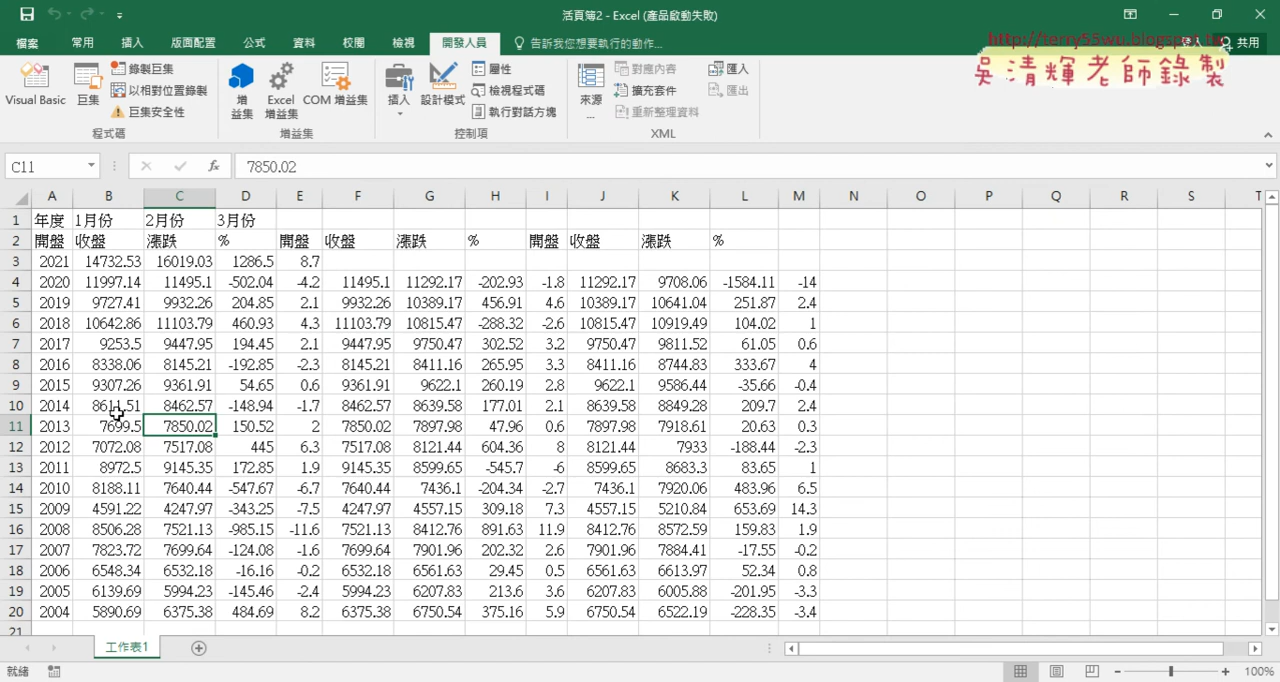 活頁簿2 - Excel (產品啟動失敗)
http://terry55wu.blogspot.tw
檔案 常用 插入 版面配置 公式 資料 校閱 檢視 開發人員 告訴我您想要執行的動作... 共用
吳清輝老師錄製
Visual Basic 巨集 錄製巨集 以相對位置錄製 巨集安全性 增益集 Excel 增益集 COM 增益集 插入 設計模式 屬性 檢視程式碼 執行對話方塊 來源... 對應內容 擴充套件 重新整理資料 匯入 匯出
程式碼 增益集 控制項 XML
C11 fx 7850.02
A B C D E F G H I J K L M N O P Q R S T
1 年度 1月份 2月份 3月份
2 開盤 收盤 漲跌 % 開盤 收盤 漲跌 % 開盤 收盤 漲跌 %
3 2021 14732.53 16019.03 1286.5 8.7
4 2020 11997.14 11495.1 -502.04 -4.2 11495.1 11292.17 -202.93 -1.8 11292.17 9708.06 -1584.11 -14
5 2019 9727.41 9932.26 204.85 2.1 9932.26 10389.17 456.91 4.6 10389.17 10641.04 251.87 2.4
6 2018 10642.86 11103.79 460.93 4.3 11103.79 10815.47 -288.32 -2.6 10815.47 10919.49 104.02 1
7 2017 9253.5 9447.95 194.45 2.1 9447.95 9750.47 302.52 3.2 9750.47 9811.52 61.05 0.6
8 2016 8338.06 8145.21 -192.85 -2.3 8145.21 8411.16 265.95 3.3 8411.16 8744.83 333.67 4
9 2015 9307.26 9361.91 54.65 0.6 9361.91 9622.1 260.19 2.8 9622.1 9586.44 -35.66 -0.4
10 2014 8611.51 8462.57 -148.94 -1.7 8462.57 8639.58 177.01 2.1 8639.58 8849.28 209.7 2.4
11 2013 7699.5 7850.02 150.52 2 7850.02 7897.98 47.96 0.6 7897.98 7918.61 20.63 0.3
12 2012 7072.08 7517.08 445 6.3 7517.08 8121.44 604.36 8 8121.44 7933 -188.44 -2.3
13 2011 8972.5 9145.35 172.85 1.9 9145.35 8599.65 -545.7 -6 8599.65 8683.3 83.65 1
14 2010 8188.11 7640.44 -547.67 -6.7 7640.44 7436.1 -204.34 -2.7 7436.1 7920.06 483.96 6.5
15 2009 4591.22 4247.97 -343.25 -7.5 4247.97 4557.15 309.18 7.3 4557.15 5210.84 653.69 14.3
16 2008 8506.28 7521.13 -985.15 -11.6 7521.13 8412.76 891.63 11.9 8412.76 8572.59 159.83 1.9
17 2007 7823.72 7699.64 -124.08 -1.6 7699.64 7901.96 202.32 2.6 7901.96 7884.41 -17.55 -0.2
18 2006 6548.34 6532.18 -16.16 -0.2 6532.18 6561.63 29.45 0.5 6561.63 6613.97 52.34 0.8
19 2005 6139.69 5994.23 -145.46 -2.4 5994.23 6207.83 213.6 3.6 6207.83 6005.88 -201.95 -3.3
20 2004 5890.69 6375.38 484.69 8.2 6375.38 6750.54 375.16 5.9 6750.54 6522.19 -228.35 -3.4
21
工作表1
就緒 100%